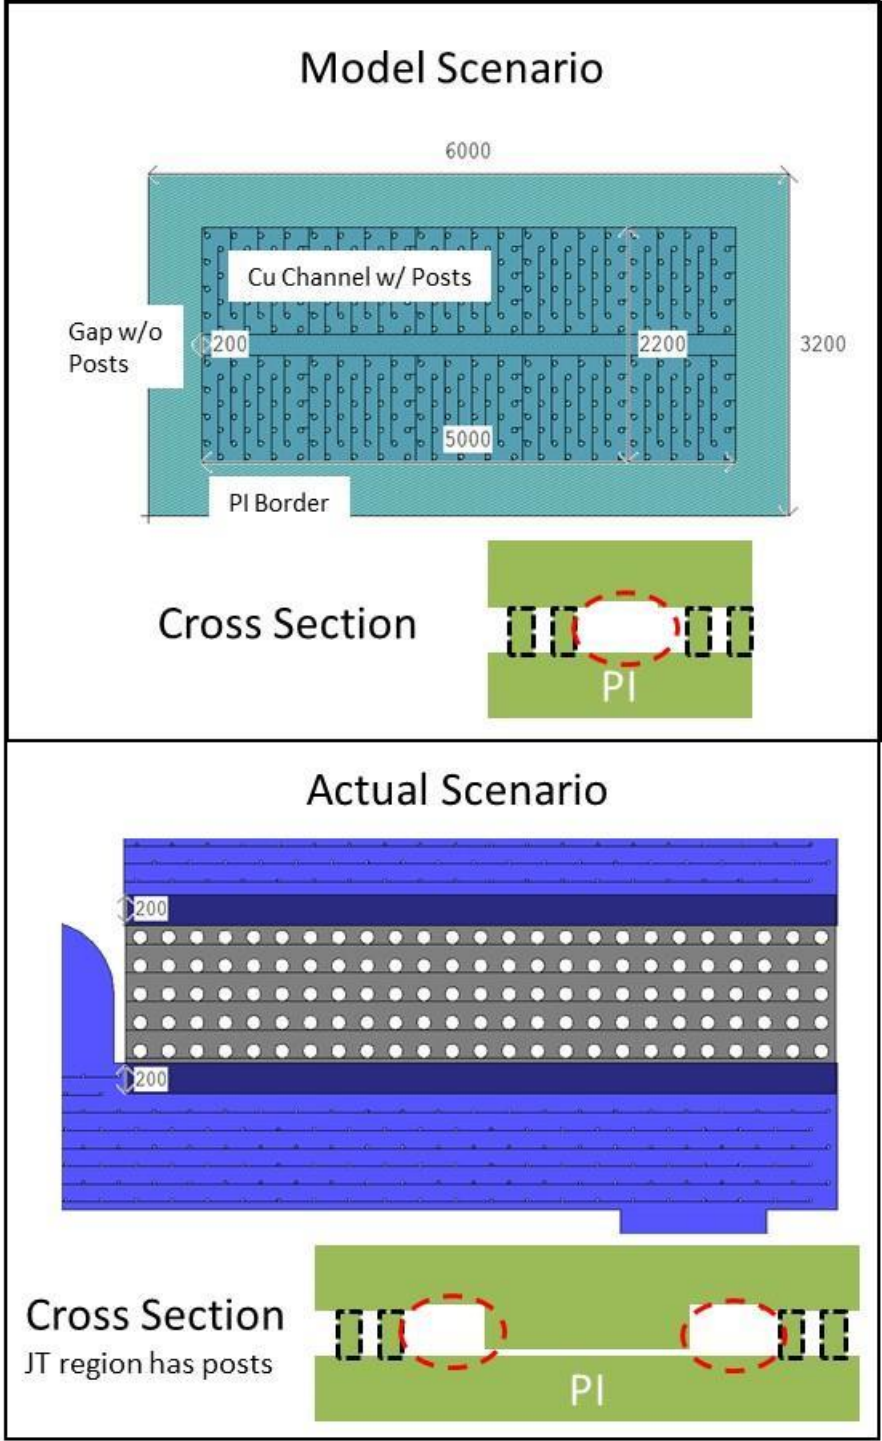 Model Scenario
6000
Cu Channel w/ Posts
Gap w/o
Posts
200
2200
3200
5000
PI Border
Cross Section
PI
Actual Scenario
200
200
Cross Section
JT region has posts
PI